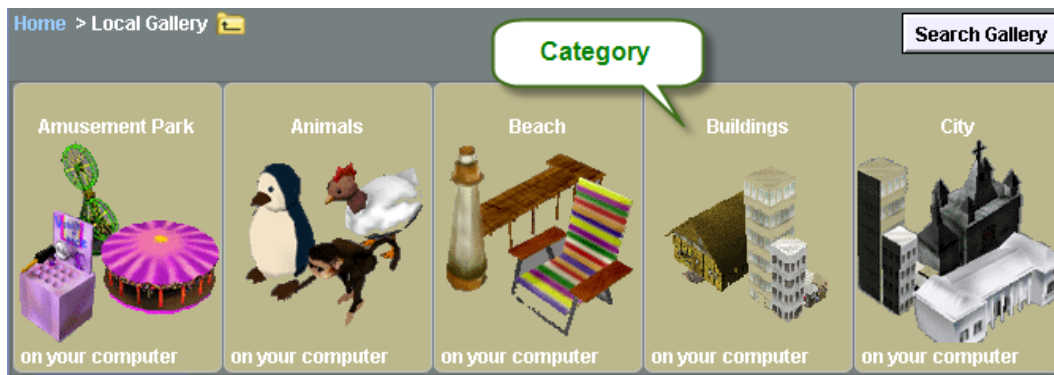 Home > Local Gallery
Search Gallery
Category
Amusement Park
Animals
Beach
Buildings
City
on your computer
on your computer
on your computer
on your computer
on your computer